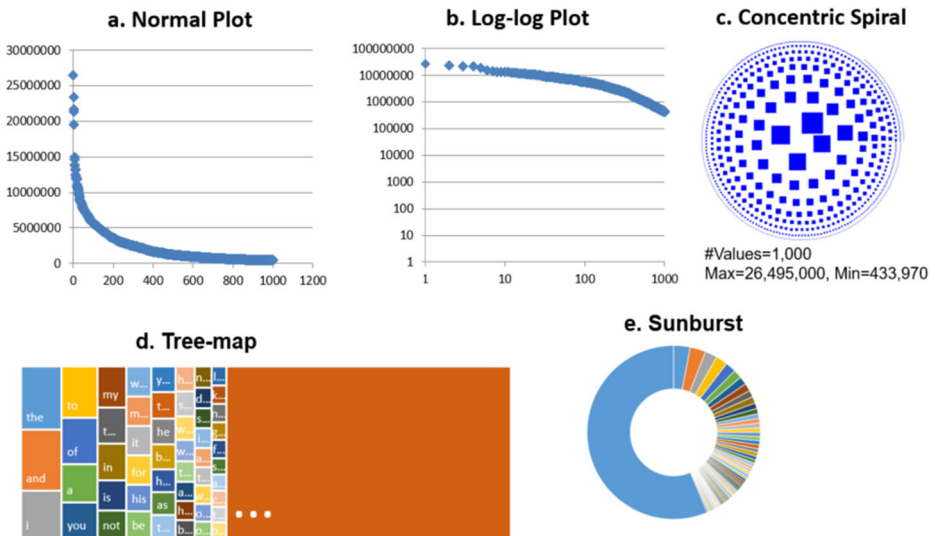 a. Normal Plot
30000000
25000000
20000000
15000000
10000000
5000000
0
0 200 400 600 800 1000 1200
b. Log-log Plot
100000000
10000000
1000000
100000
10000
1000
100
10
1
1 10 100 1000
c. Concentric Spiral
#Values=1,000
Max=26,495,000, Min=433,970
d. Tree-map
the
and
i
to
of
a
you
my
t...
in
is
not
w...
m...
it
for
his
be
y...
t...
he
b...
h...
as
t...
h...
s...
w...
w...
t...
a...
h...
b...
n...
d...
s...
i...
a...
t...
w...
o...
o...
l...
k...
n...
g...
f...
s...
...
e. Sunburst